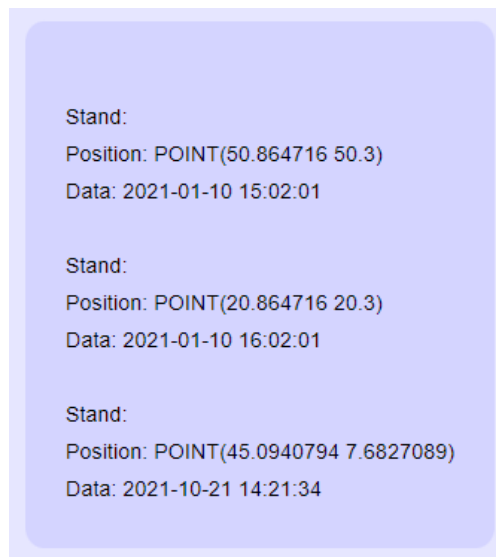 Stand:
Position: POINT(50.864716 50.3)
Data: 2021-01-10 15:02:01
Stand:
Position: POINT(20.864716 20.3)
Data: 2021-01-10 16:02:01
Stand:
Position: POINT(45.0940794 7.6827089)
Data: 2021-10-21 14:21:34